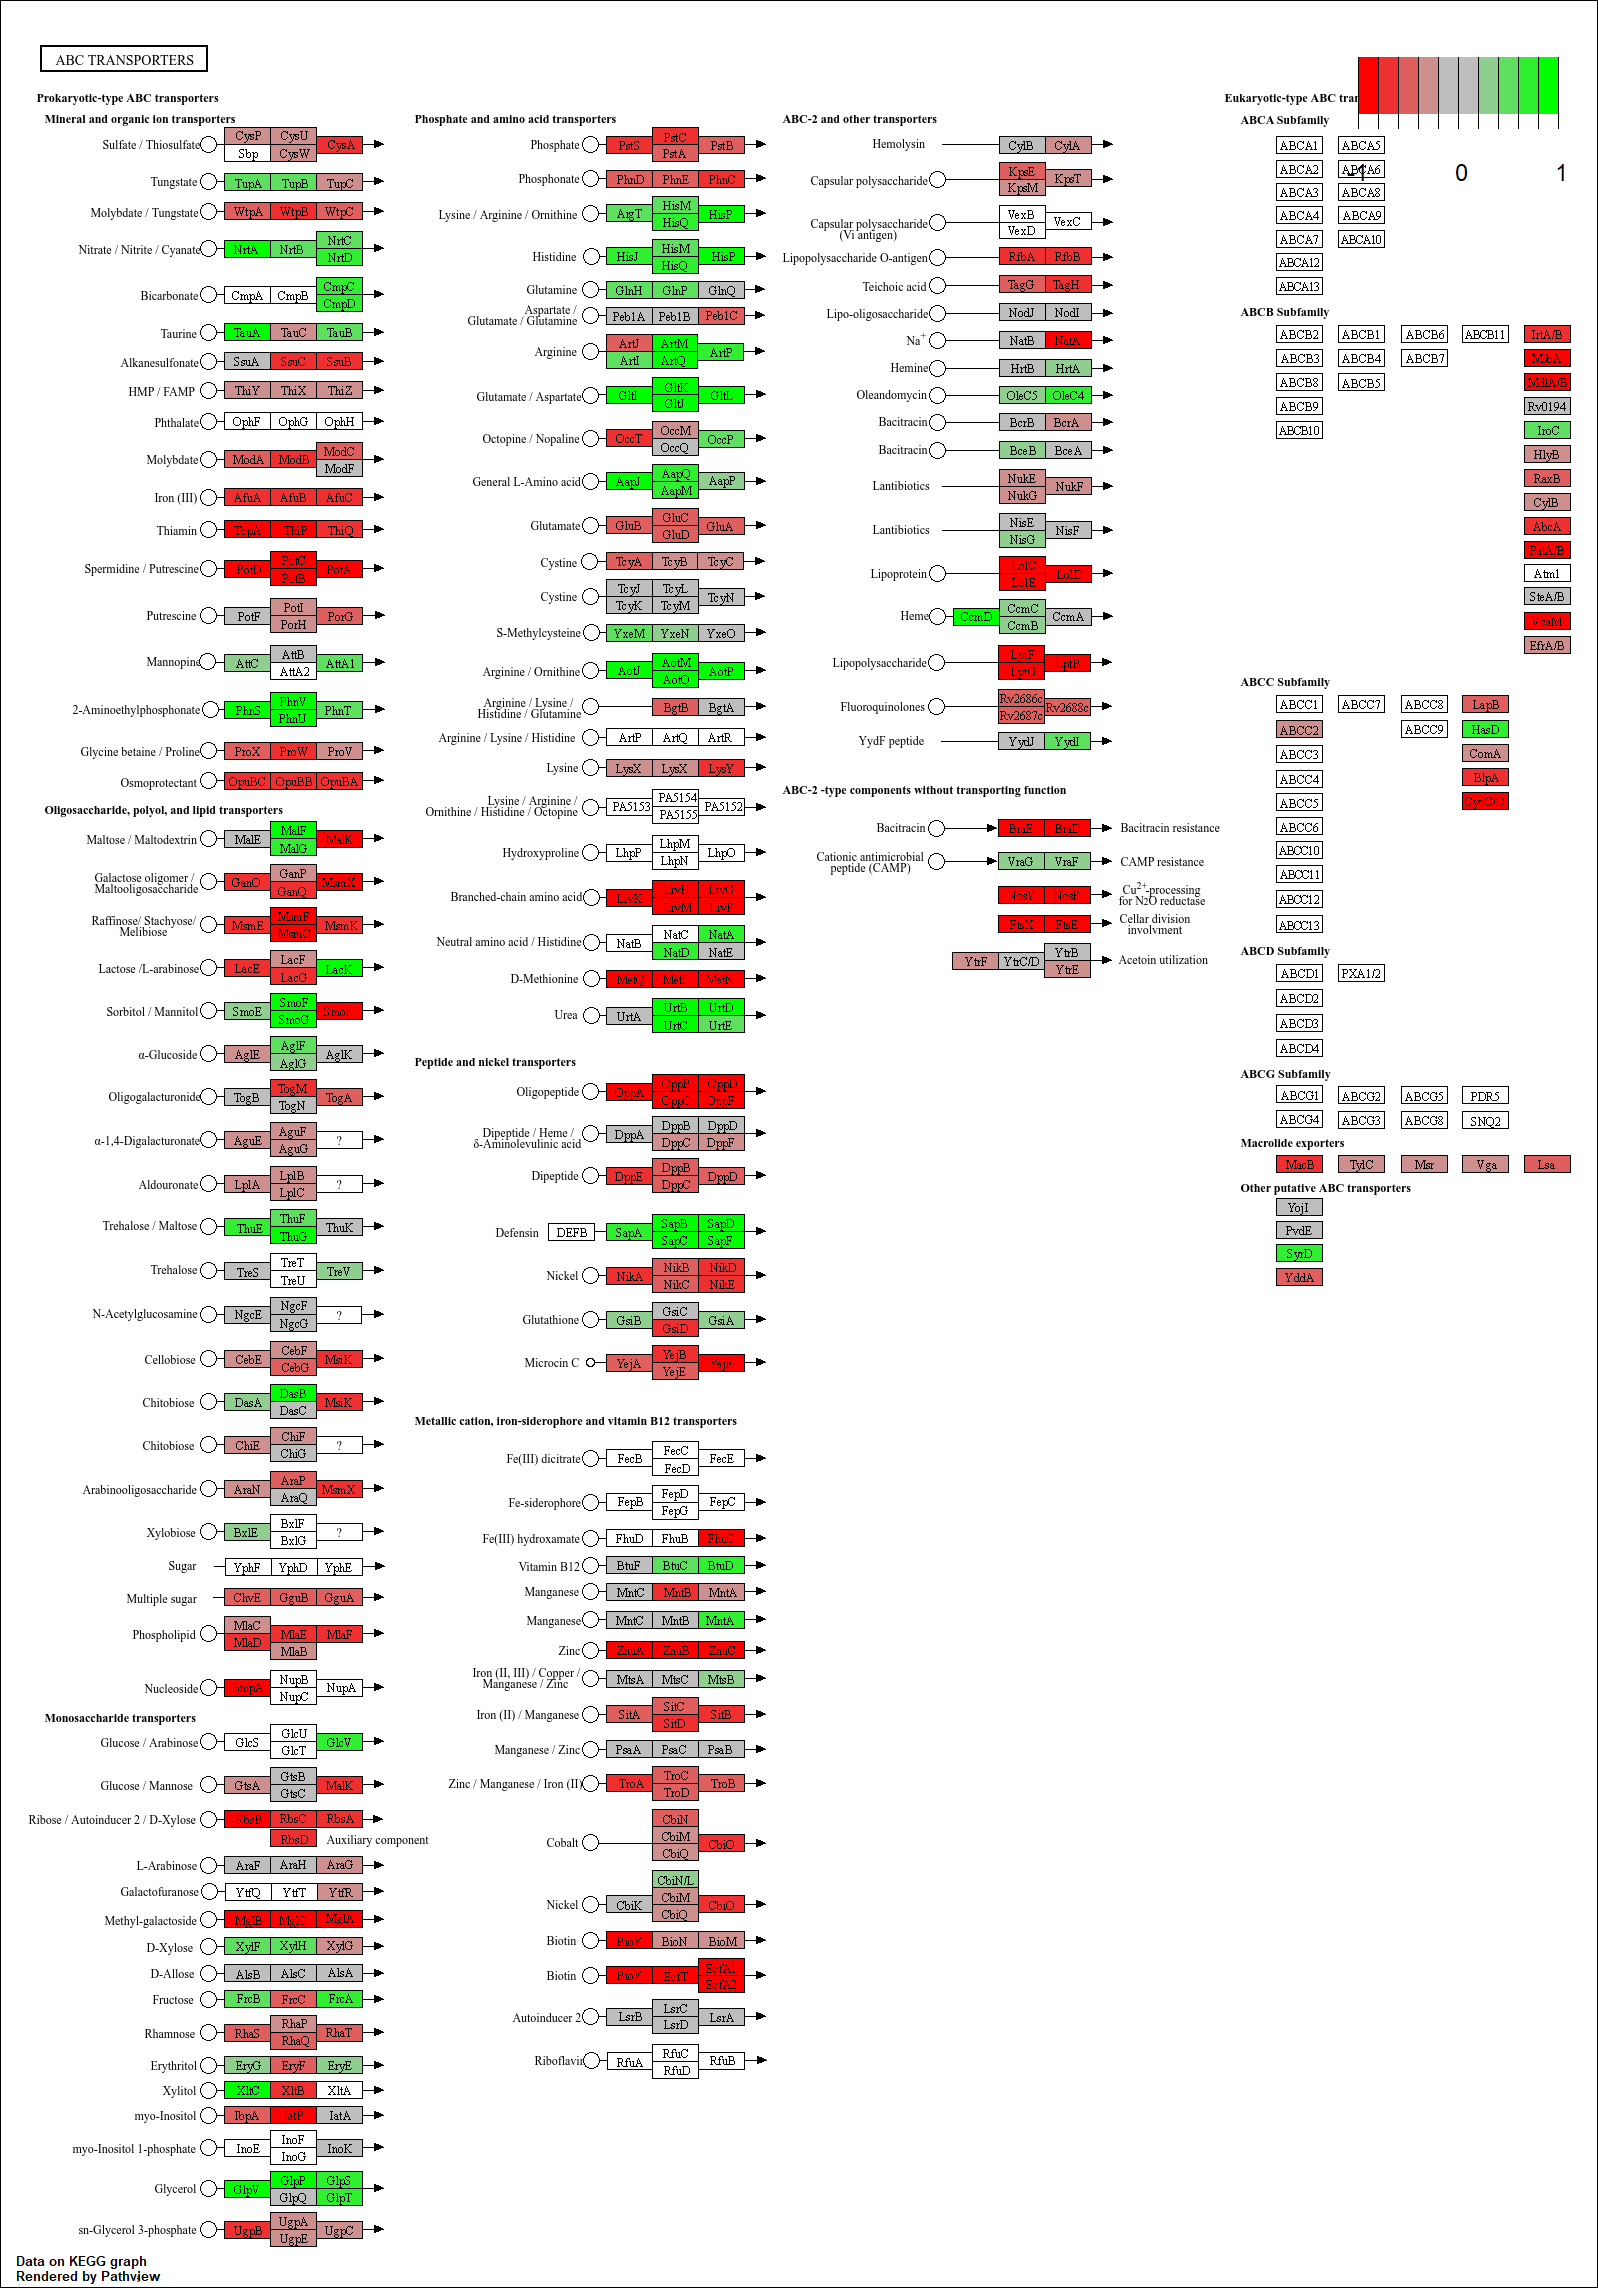 ABC TRANSPORTERS
-1 0 1
Prokaryotic-type ABC transporters
Mineral and organic ion transporters
Sulfate / Thiosulfate CysP CysU CysA
Sbp CysW
Tungstate TupA TupB TupC
Molybdate / Tungstate WtpA WtpB WtpC
Nitrate / Nitrite / Cyanate NrtA NrtB NrtC
NrtD
Bicarbonate CmpA CmpB CmpC
CmpD
Taurine TauA TauC TauB
Alkanesulfonate SsuA SsuC SsuB
HMP / FAMP ThiY ThiX ThiZ
Phthalate OphF OphG OphH
Molybdate ModA ModB ModC
ModF
Iron (III) AfuA AfuB AfuC
Thiamin TbpA ThiP ThiQ
Spermidine / Putrescine PotD PotC PotA
PotB
Putrescine PotF PotI PorG
PorH
Mannopine AttC AttB AttA1
AttA2
2-Aminoethylphosphonate PhnS PhnV PhnT
PhnU
Glycine betaine / Proline ProX ProW ProV
Osmoprotectant OpuBC OpuBB OpuBA
Oligosaccharide, polyol, and lipid transporters
Maltose / Maltodextrin MalE MalF MalK
MalG
Galactose oligomer /
Maltooligosaccharide GanO GanP MsmX
GanQ
Raffinose/ Stachyose/
Melibiose MsmE MsmF MsmK
MsmG
Lactose /L-arabinose LacE LacF LacK
LacG
Sorbitol / Mannitol SmoE SmoF SmoK
SmoG
α-Glucoside AglE AglF AglK
AglG
Oligogalacturonide TogB TogM TogA
TogN
α-1,4-Digalacturonate AguE AguF ?
AguG
Aldouronate LplA LplB ?
LplC
Trehalose / Maltose ThuE ThuF ThuK
ThuG
Trehalose TreS TreT TreV
TreU
N-Acetylglucosamine NgcE NgcF ?
NgcG
Cellobiose CebE CebF MsiK
CebG
Chitobiose DasA DasB MsiK
DasC
Chitobiose ChiE ChiF ?
ChiG
Arabinooligosaccharide AraN AraP MsmX
AraQ
Xylobiose BxlE BxlF ?
BxlG
Sugar YphF YphD YphE
Multiple sugar ChvE GguB GguA
Phospholipid MlaC
MlaD MlaE MlaF
MlaB
Nucleoside BmpA NupB NupA
NupC
Monosaccharide transporters
Glucose / Arabinose GlcS GlcU GlcV
GlcT
Glucose / Mannose GtsA GtsB MalK
GtsC
Ribose / Autoinducer 2 / D-Xylose RbsB RbsC RbsA
RbsD Auxiliary component
L-Arabinose AraF AraH AraG
Galactofuranose YtfQ YtfT YtfR
Methyl-galactoside MglB MglC MglA
D-Xylose XylF XylH XylG
D-Allose AlsB AlsC AlsA
Fructose FrcB FrcC FrcA
Rhamnose RhaS RhaP RhaT
RhaQ
Erythritol EryG EryF EryE
Xylitol XltC XltB XltA
myo-Inositol IbpA IatP IatA
myo-Inositol 1-phosphate InoE InoF InoK
InoG
Glycerol GlpV GlpP GlpS
GlpQ GlpT
sn-Glycerol 3-phosphate UgpB UgpA UgpC
UgpE
Phosphate and amino acid transporters
Phosphate PstS PstC PstB
PstA
Phosphonate PhnD PhnE PhnC
Lysine / Arginine / Ornithine ArgT HisM HisP
HisQ
Histidine HisJ HisM HisP
HisQ
Glutamine GlnH GlnP GlnQ
Aspartate /
Glutamate / Glutamine Peb1A Peb1B Peb1C
Arginine ArtJ ArtM ArtP
ArtI ArtQ
Glutamate / Aspartate GltI GltK GltL
GltJ
Octopine / Nopaline OccT OccM OccP
OccQ
General L-Amino acid AapJ AapQ AapP
AapM
Glutamate GluB GluC GluA
GluD
Cystine TcyA TcyB TcyC
Cystine TcyJ TcyL TcyN
TcyK TcyM
S-Methylcysteine YxeM YxeN YxeO
Arginine / Ornithine AotJ AotM AotP
AotQ
Arginine / Lysine /
Histidine / Glutamine BgtB BgtA
Arginine / Lysine / Histidine ArtP ArtQ ArtR
Lysine LysX LysX LysY
Lysine / Arginine /
Ornithine / Histidine / Octopine PA5153 PA5154 PA5152
PA5155
Hydroxyproline LhpP LhpM LhpO
LhpN
Branched-chain amino acid LivK LivH LivG
LivM LivF
Neutral amino acid / Histidine NatB NatC NatA
NatD NatE
D-Methionine MetQ MetI MetN
Urea UrtA UrtB UrtD
UrtC UrtE
Peptide and nickel transporters
Oligopeptide OppA OppB OppD
OppC OppF
Dipeptide / Heme /
δ-Aminolevulinic acid DppA DppB DppD
DppC DppF
Dipeptide DppE DppB DppD
DppC
Defensin DEFB SapA SapB SapD
SapC SapF
Nickel NikA NikB NikD
NikC NikE
Glutathione GsiB GsiC GsiA
GsiD
Microcin C YejA YejB YejF
YejE
Metallic cation, iron-siderophore and vitamin B12 transporters
Fe(III) dicitrate FecB FecC FecE
FecD
Fe-siderophore FepB FepD FepC
FepG
Fe(III) hydroxamate FhuD FhuB FhuC
Vitamin B12 BtuF BtuC BtuD
Manganese MntC MntB MntA
Manganese MntC MntB MntA
Zinc ZnuA ZnuB ZnuC
Iron (II, III) / Copper /
Manganese / Zinc MtsA MtsC MtsB
Iron (II) / Manganese SitA SitC SitB
SitD
Manganese / Zinc PsaA PsaC PsaB
Zinc / Manganese / Iron (II) TroA TroC TroB
TroD
Cobalt CbiN
CbiM CbiO
CbiQ
Nickel CbiN/L
CbiK CbiM CbiO
CbiQ
Biotin BioY BioN BioM
Biotin BioY EcfT EcfA1
EcfA2
Autoinducer 2 LsrB LsrC LsrA
LsrD
Riboflavin RfuA RfuC RfuB
RfuD
ABC-2 and other transporters
Hemolysin CylB CylA
Capsular polysaccharide KpsE KpsT
KpsM
Capsular polysaccharide
(Vi antigen) VexB VexC
VexD
Lipopolysaccharide O-antigen RfbA RfbB
Teichoic acid TagG TagH
Lipo-oligosaccharide NodJ NodI
Na+ NatB NatA
Hemine HrtB HrtA
Oleandomycin OleC5 OleC4
Bacitracin BcrB BcrA
Bacitracin BceB BceA
Lantibiotics NukE NukF
NukG
Lantibiotics NisE NisF
NisG
Lipoprotein LolC LolD
LolE
Heme CcmD CcmC CcmA
CcmB
Lipopolysaccharide LptF LptB
LptG
Fluoroquinolones Rv2686c Rv2688c
Rv2687c
YydF peptide YydJ YydI
ABC-2 -type components without transporting function
Bacitracin BraE BraD Bacitracin resistance
Cationic antimicrobial
peptide (CAMP) VraG VraF CAMP resistance
NosY NosF Cu2+-processing
for N2O reductase
FtsX FtsE Cellar division
involvment
YtrF YtrC/D YtrB Acetoin utilization
YtrE
Eukaryotic-type ABC tran
ABCA Subfamily
ABCA1 ABCA5
ABCA2 ABCA6
ABCA3 ABCA8
ABCA4 ABCA9
ABCA7 ABCA10
ABCA12
ABCA13
ABCB Subfamily
ABCB2 ABCB1 ABCB6 ABCB11 IrtA/B
ABCB3 ABCB4 ABCB7 MsbA
ABCB8 ABCB5 MdlA/B
ABCB9 Rv0194
ABCB10 IroC
HlyB
RaxB
CylB
AbcA
PatA/B
Atm1
SteA/B
VcaM
EfrA/B
ABCC Subfamily
ABCC1 ABCC7 ABCC8 LapB
ABCC2 ABCC9 HasD
ABCC3 ComA
ABCC4 BlpA
ABCC5 CydC/D
ABCC6
ABCC10
ABCC11
ABCC12
ABCC13
ABCD Subfamily
ABCD1 PXA1/2
ABCD2
ABCD3
ABCD4
ABCG Subfamily
ABCG1 ABCG2 ABCG5 PDR5
ABCG4 ABCG3 ABCG8 SNQ2
Macrolide exporters
MacB TylC Msr Vga Lsa
Other putative ABC transporters
YojI
PvdE
SyrD
YddA
Data on KEGG graph
Rendered by Pathview